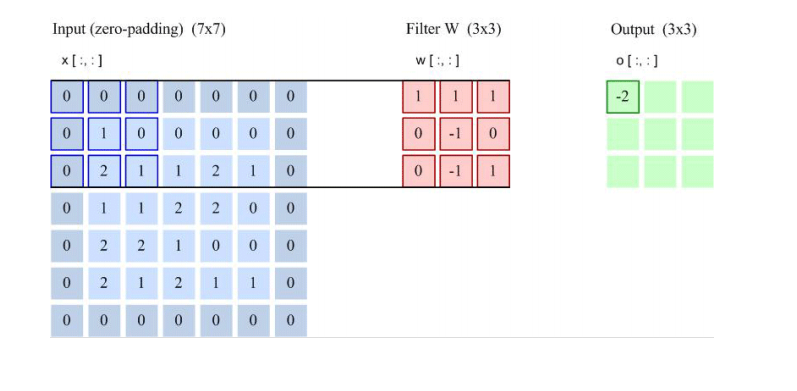 Input (zero-padding) (7x7) Filter W (3x3) Output (3x3)
x[:,:] w[:,:] o[:,:]
0 0 0 0 0 0 0 1 1 1 -2
0 1 0 0 0 0 0 0 -1 0
0 2 1 1 2 1 0 0 -1 1
0 1 1 2 2 0 0
0 2 2 1 0 0 0
0 2 1 2 1 1 0
0 0 0 0 0 0 0